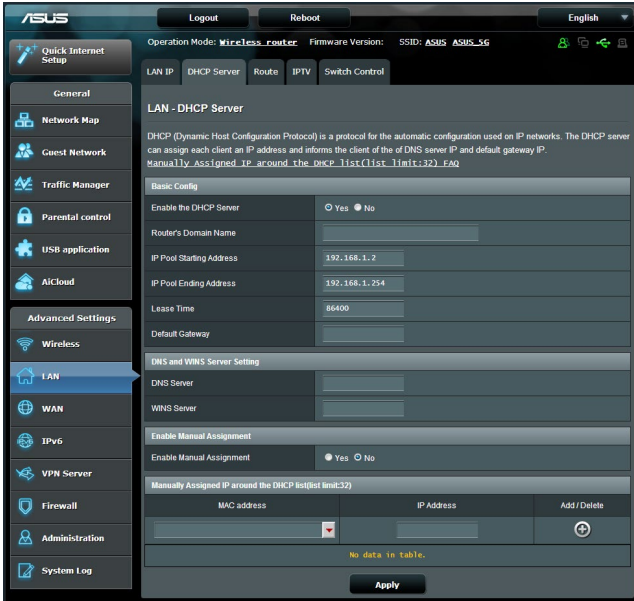 ASUS
Logout
Reboot
English
Quick Internet Setup
Operation Mode: Wireless router Firmware Version: SSID: ASUS ASUS_5G
LAN IP
DHCP Server
Route
IPTV
Switch Control
General
Network Map
Guest Network
Traffic Manager
Parental control
USB application
AiCloud
Advanced Settings
Wireless
LAN
WAN
IPv6
VPN Server
Firewall
Administration
System Log
LAN - DHCP Server
DHCP (Dynamic Host Configuration Protocol) is a protocol for the automatic configuration used on IP networks. The DHCP server
can assign each client an IP address and informs the client of the of DNS server IP and default gateway IP.
Manually Assigned IP around the DHCP list(list limit:32) FAQ
Basic Config
Enable the DHCP Server Yes No
Router's Domain Name
IP Pool Starting Address 192.168.1.2
IP Pool Ending Address 192.168.1.254
Lease Time 86400
Default Gateway
DNS and WINS Server Setting
DNS Server
WINS Server
Enable Manual Assignment
Enable Manual Assignment Yes No
Manually Assigned IP around the DHCP list(list limit:32)
MAC address IP Address Add / Delete
No data in table.
Apply